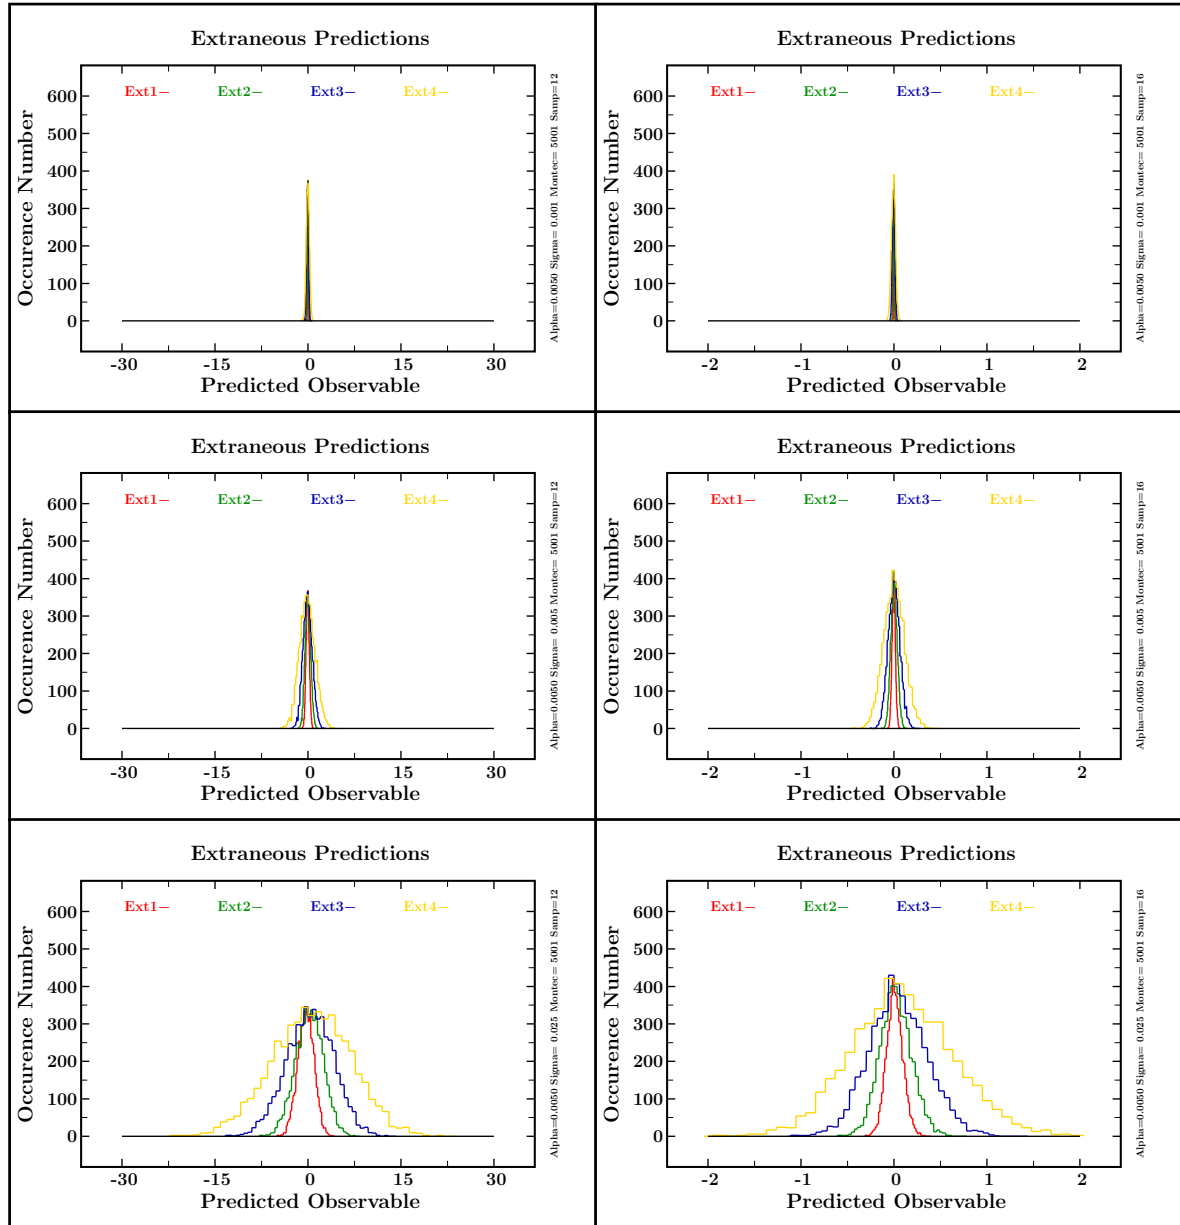 Extraneous Predictions
Ext1– Ext2– Ext3– Ext4–
600
500
400
300
200
100
0
-30 -15 0 15 30
Occurence Number
Predicted Observable
Alpha=0.0050 Sigma= 0.001 Montec= 5001 Samp=12
Extraneous Predictions
Ext1– Ext2– Ext3– Ext4–
600
500
400
300
200
100
0
-2 -1 0 1 2
Occurence Number
Predicted Observable
Alpha=0.0050 Sigma= 0.001 Montec= 5001 Samp=16
Extraneous Predictions
Ext1– Ext2– Ext3– Ext4–
600
500
400
300
200
100
0
-30 -15 0 15 30
Occurence Number
Predicted Observable
Alpha=0.0050 Sigma= 0.005 Montec= 5001 Samp=12
Extraneous Predictions
Ext1– Ext2– Ext3– Ext4–
600
500
400
300
200
100
0
-2 -1 0 1 2
Occurence Number
Predicted Observable
Alpha=0.0050 Sigma= 0.005 Montec= 5001 Samp=16
Extraneous Predictions
Ext1– Ext2– Ext3– Ext4–
600
500
400
300
200
100
0
-30 -15 0 15 30
Occurence Number
Predicted Observable
Alpha=0.0050 Sigma= 0.025 Montec= 5001 Samp=12
Extraneous Predictions
Ext1– Ext2– Ext3– Ext4–
600
500
400
300
200
100
0
-2 -1 0 1 2
Occurence Number
Predicted Observable
Alpha=0.0050 Sigma= 0.025 Montec= 5001 Samp=16